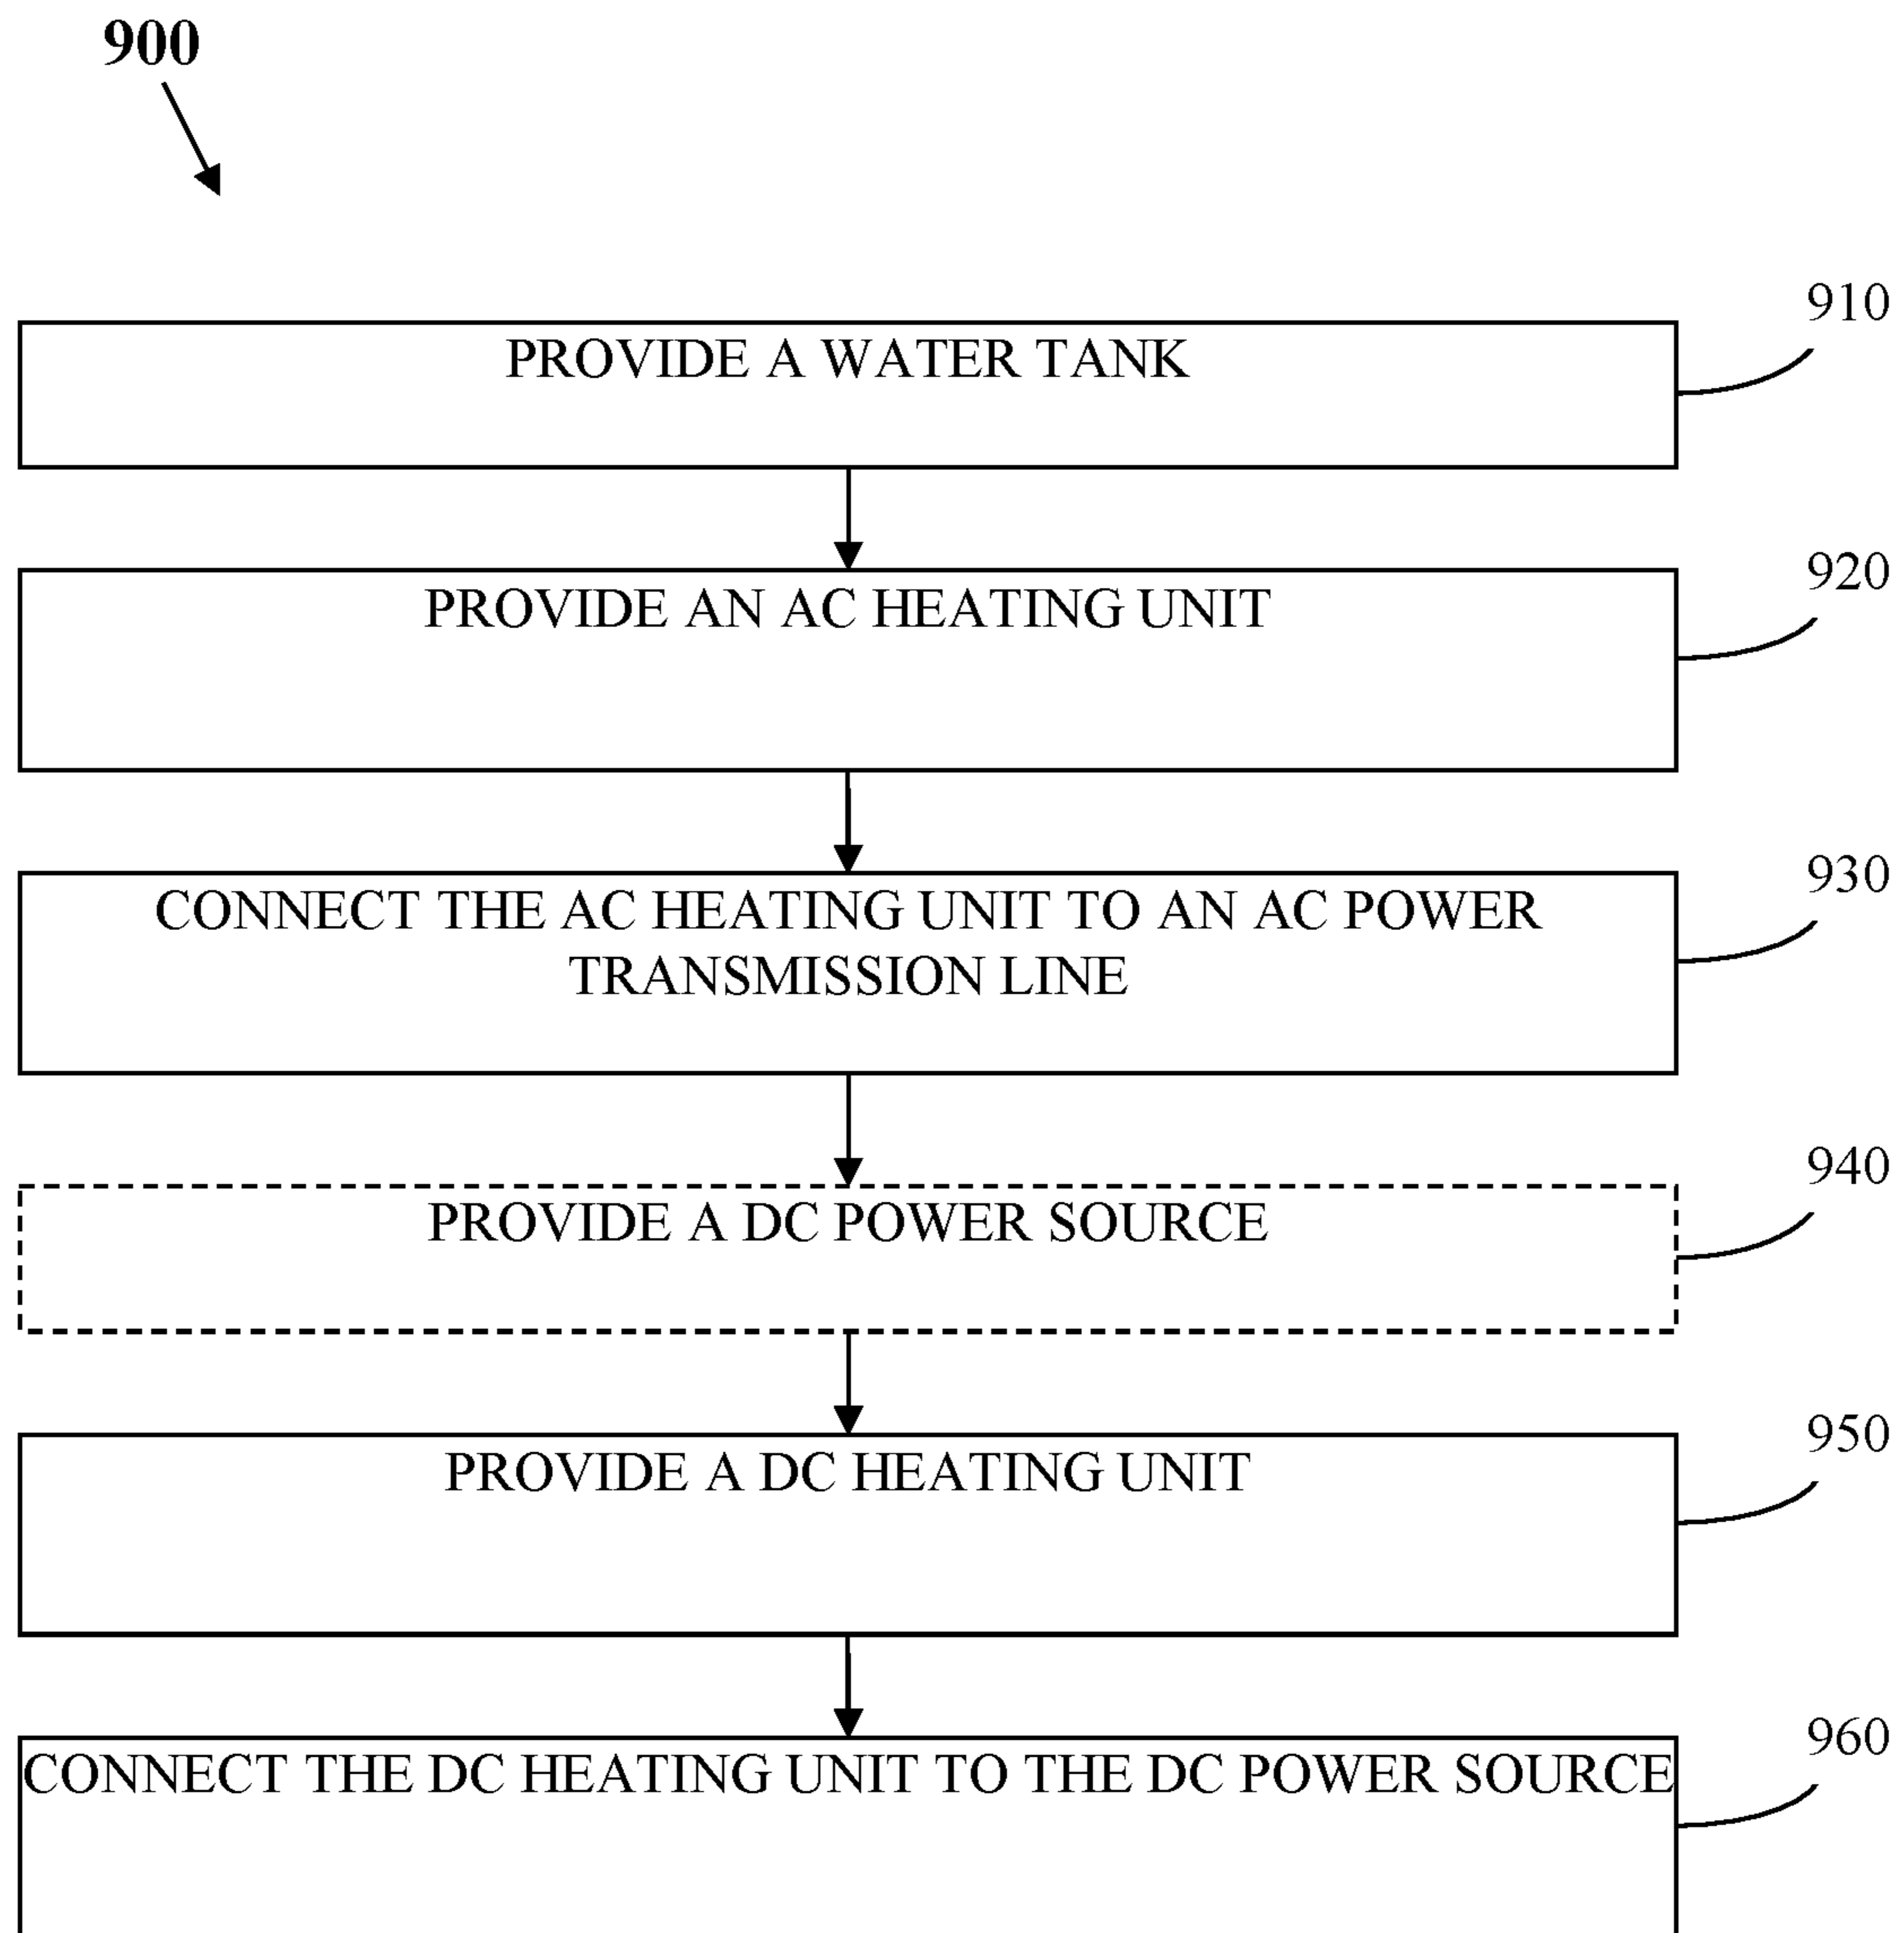 900
910
PROVIDE A WATER TANK
920
PROVIDE AN AC HEATING UNIT
930
CONNECT THE AC HEATING UNIT TO AN AC POWER
TRANSMISSION LINE
940
PROVIDE A DC POWER SOURCE
950
PROVIDE A DC HEATING UNIT
960
CONNECT THE DC HEATING UNIT TO THE DC POWER SOURCE